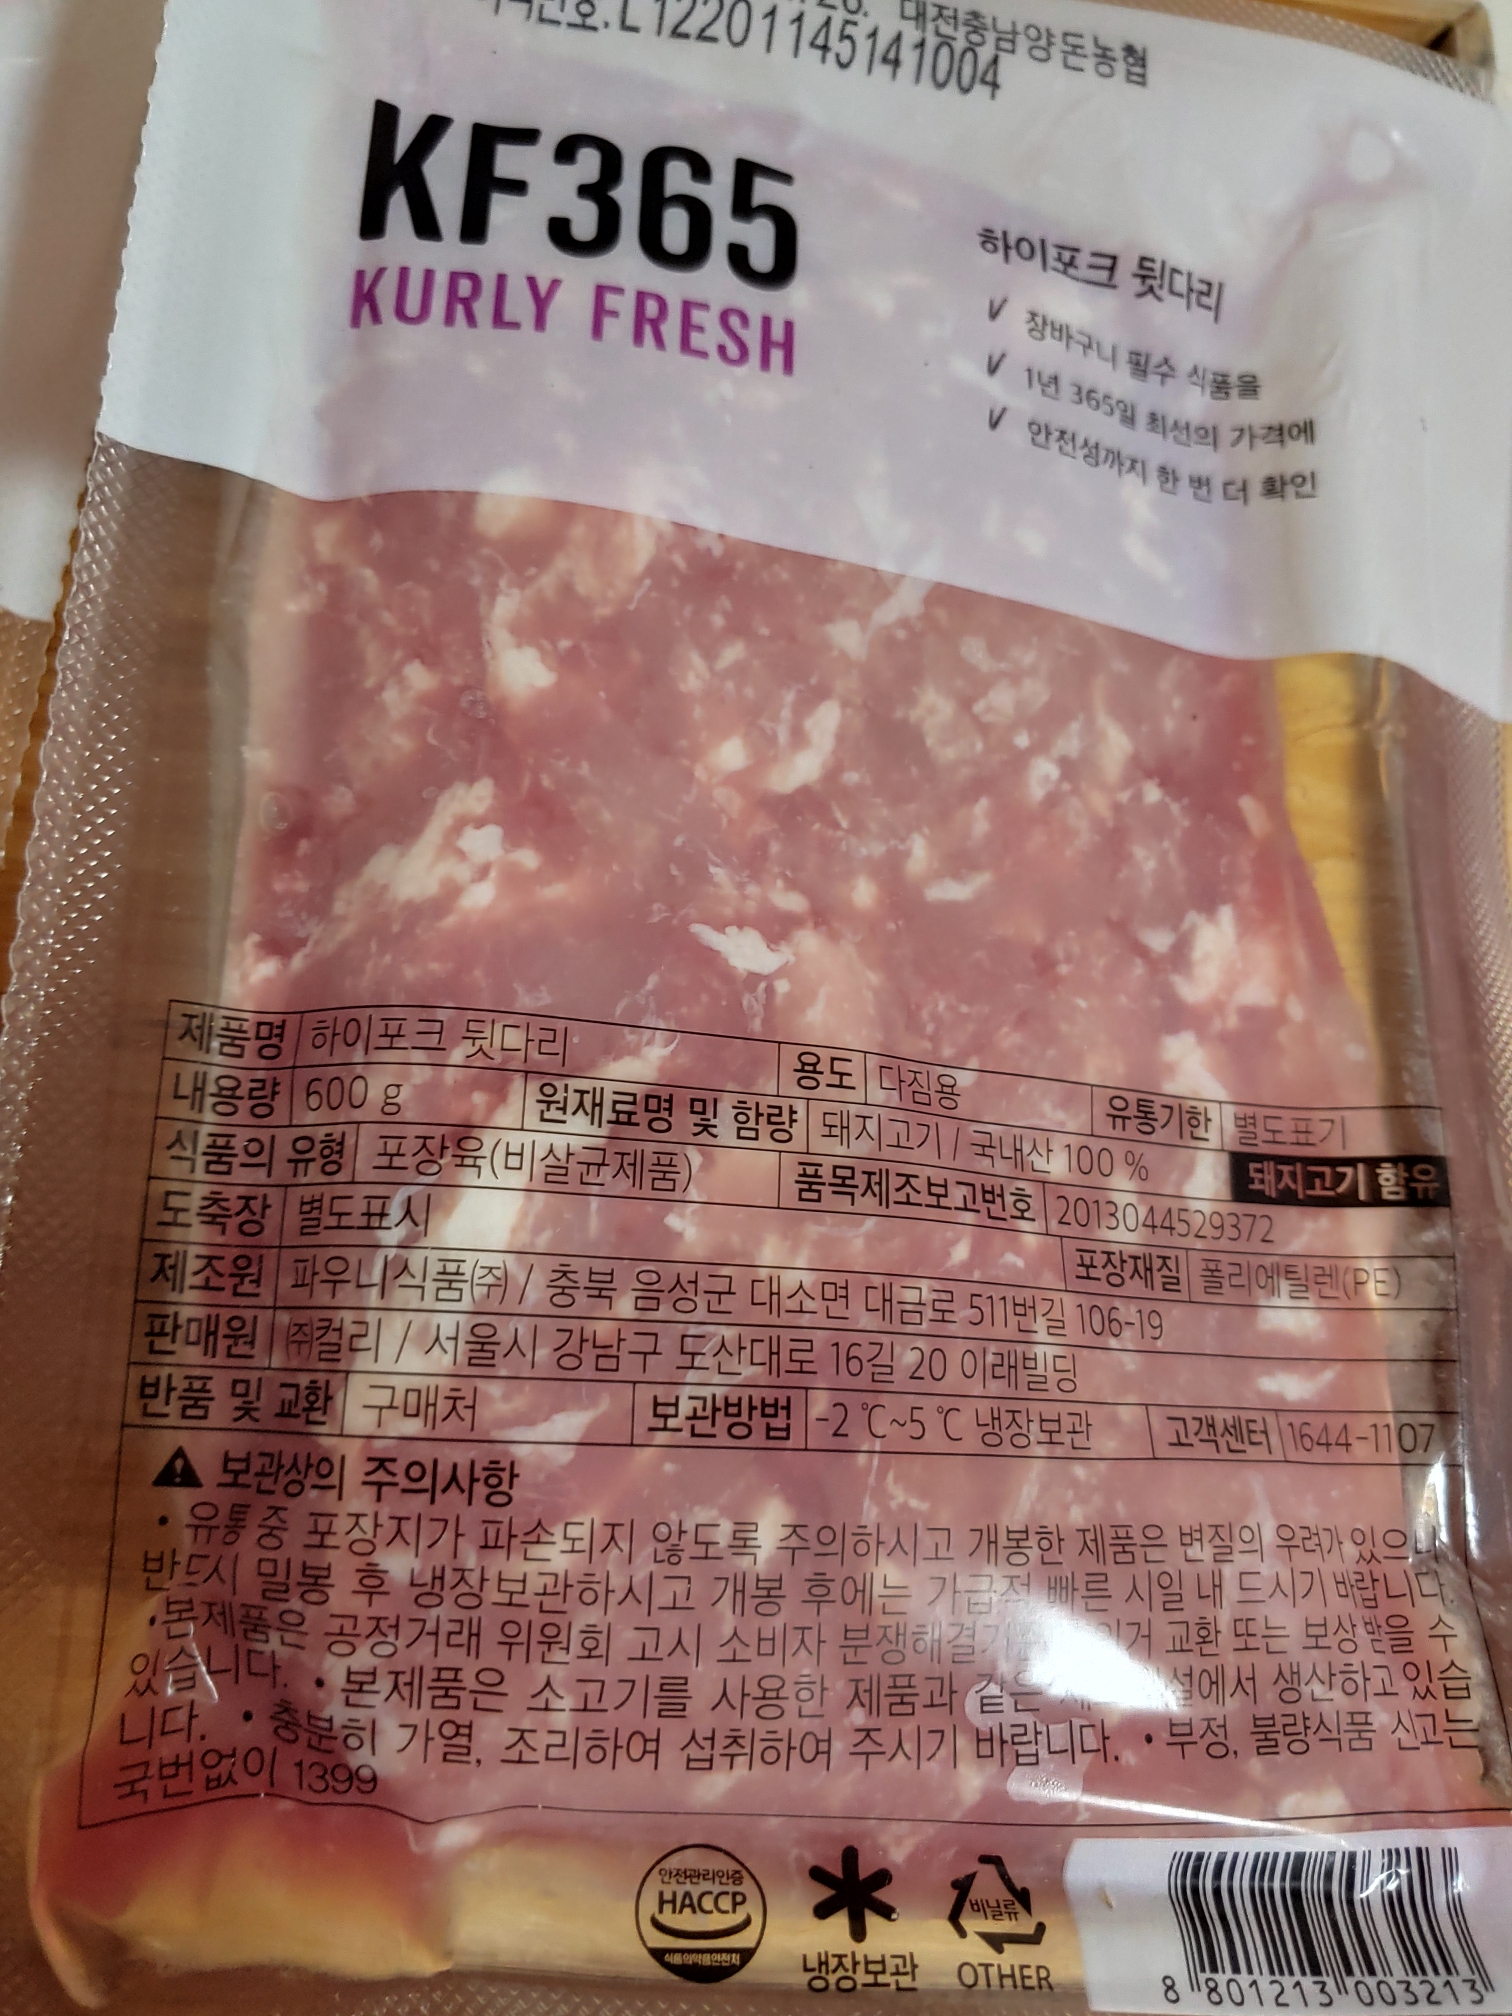 L12201145141004
대전충남양돈농협
KF365
KURLY FRESH
하이포크 뒷다리
✓ 장바구니 필수 식품을
✓ 1년 365일 최선의 가격에
✓ 안전성까지 한 번 더 확인
제품명 하이포크 뒷다리 용도 다짐용 유통기한 별도표기
내용량 600 g 원재료명 및 함량 돼지고기 / 국내산 100 % 돼지고기 함유
식품의 유형 포장육(비살균제품) 품목제조보고번호 2013044529372
도축장 별도표시 포장재질 폴리에틸렌(PE)
제조원 파우니식품㈜ / 충북 음성군 대소면 대금로 511번길 106-19
판매원 ㈜컬리 / 서울시 강남구 도산대로 16길 20 이래빌딩
반품 및 교환 구매처 보관방법 -2 ℃~5 ℃ 냉장보관 고객센터 1644-1107
보관상의 주의사항
• 유통 중 포장지가 파손되지 않도록 주의하시고 개봉한 제품은 변질의 우려가 있으니
반드시 밀봉 후 냉장보관하시고 개봉 후에는 가급적 빠른 시일 내 드시기 바랍니다.
• 본제품은 공정거래 위원회 고시 소비자 교환 또는 보상받을 수
있습니다. • 본제품은 소고기를 사용한 제품과 같은 생산하고 있습
니다. • 충분히 가열, 조리하여 섭취하여 주시기 바랍니다. • 부정, 불량식품 신고는
국번없이 1399
안전관리인증
HACCP
식품의약품안전처
냉장보관
비닐류
OTHER
8 801213 003213